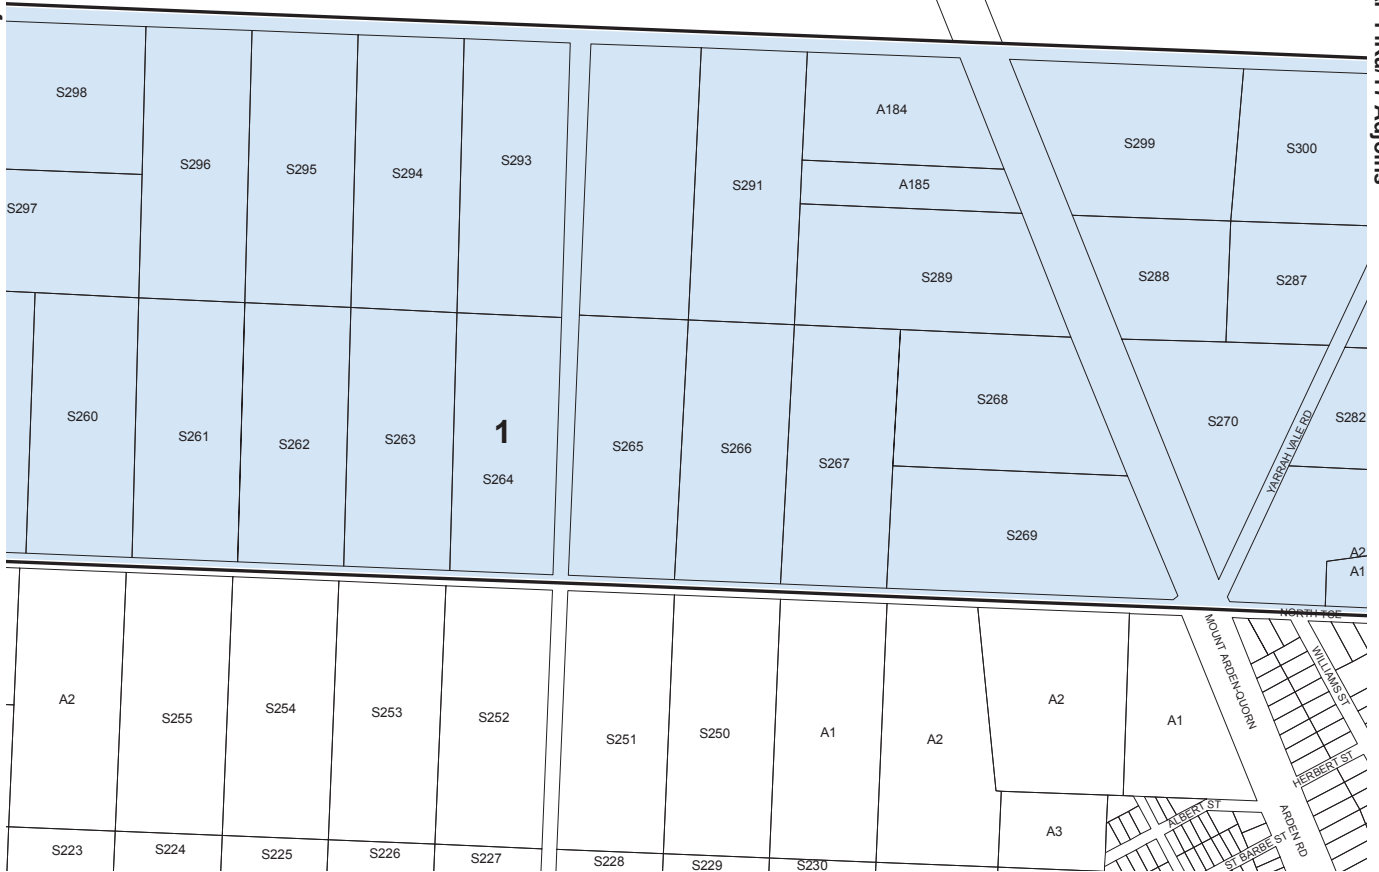 S298
S296
S295
S294
S293
S291
A184
A185
S299
S300
S297
S289
S288
S287
S260
S261
S262
S263
1
S264
S265
S266
S267
S268
S269
S270
YARRAH VALE RD
S282
A2
A1
NORTH TCE
A2
S255
S254
S253
S252
S251
S250
A1
A2
A2
A1
MOUNT ARDEN-QUORN
WILLIAMS ST
HERBERT ST
ALBERT ST
A3
ARDEN RD
ST BARBE ST
S223
S224
S225
S226
S227
S228
S229
S230
Adjoins